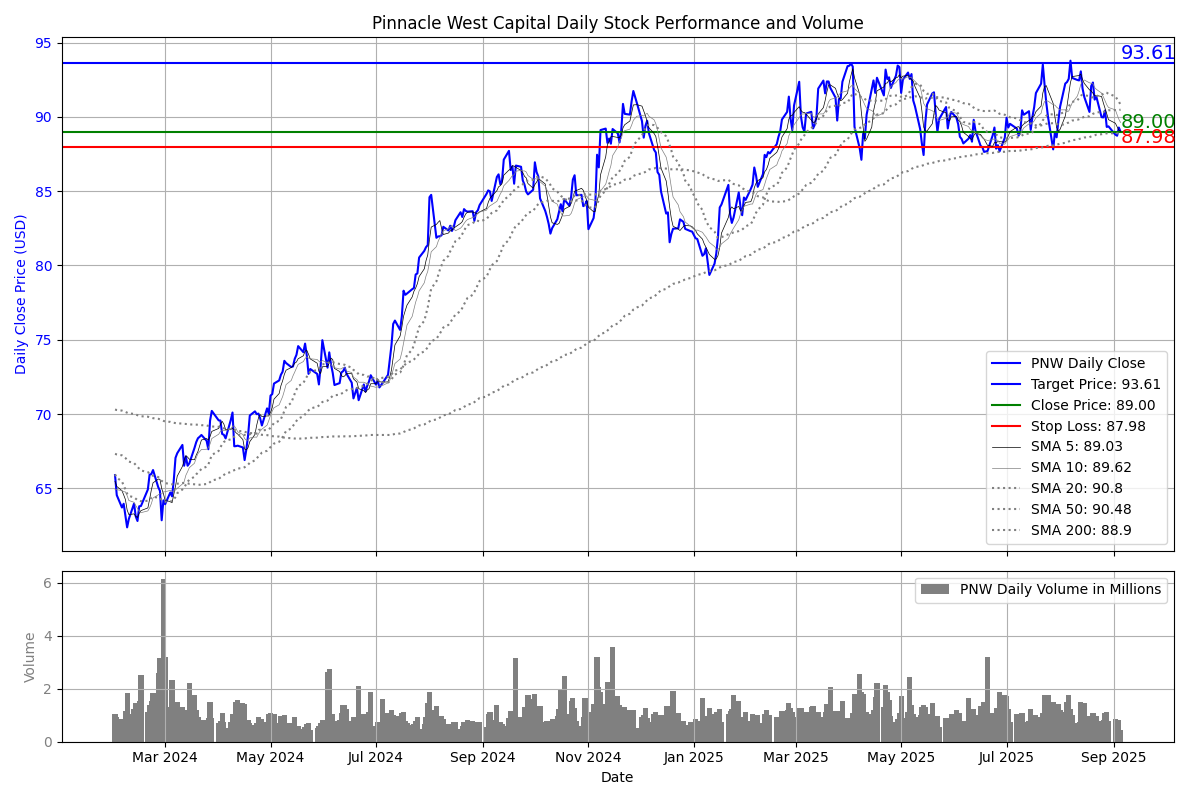 Pinnacle West Capital Daily Stock Performance and Volume
Daily Close Price (USD)
95
90
85
80
75
70
65
93.61
89.00
87.98
PNW Daily Close
Target Price: 93.61
Close Price: 89.00
Stop Loss: 87.98
SMA 5: 89.03
SMA 10: 89.62
SMA 20: 90.8
SMA 50: 90.48
SMA 200: 88.9
Volume
6
4
2
0
PNW Daily Volume in Millions
Mar 2024 May 2024 Jul 2024 Sep 2024 Nov 2024 Jan 2025 Mar 2025 May 2025 Jul 2025 Sep 2025
Date